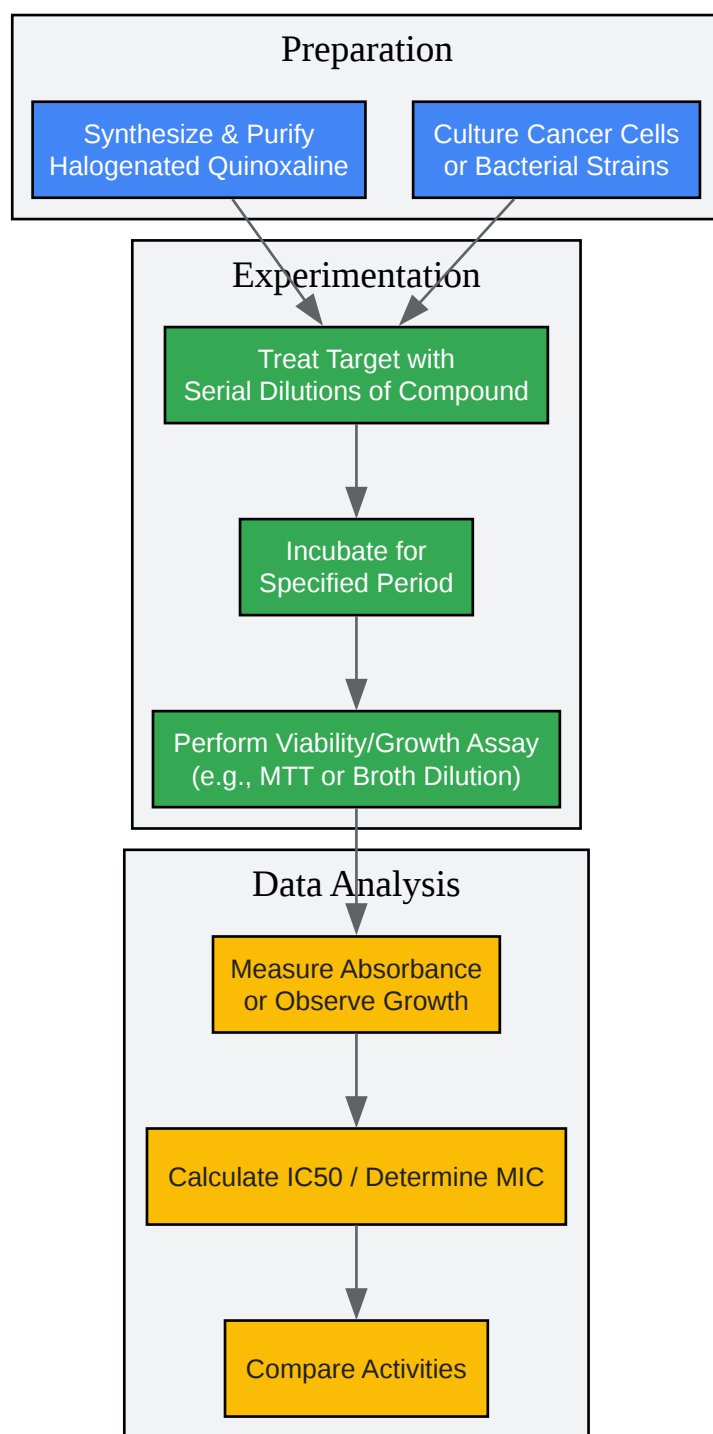 Preparation
Synthesize & Purify
Halogenated Quinoxaline
Culture Cancer Cells
or Bacterial Strains
Experimentation
Treat Target with
Serial Dilutions of Compound
Incubate for
Specified Period
Perform Viability/Growth Assay
(e.g., MTT or Broth Dilution)
Data Analysis
Measure Absorbance
or Observe Growth
Calculate IC50 / Determine MIC
Compare Activities